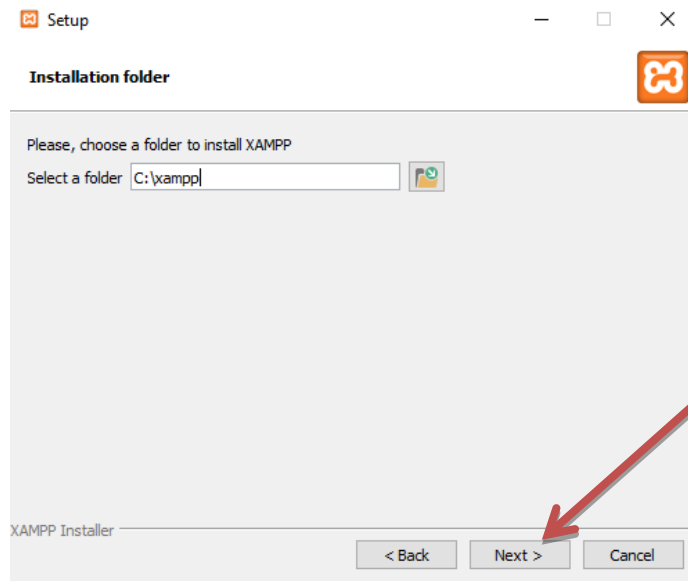 Setup
Installation folder
Please, choose a folder to install XAMPP
Select a folder C:\xampp
XAMPP Installer
< Back Next > Cancel